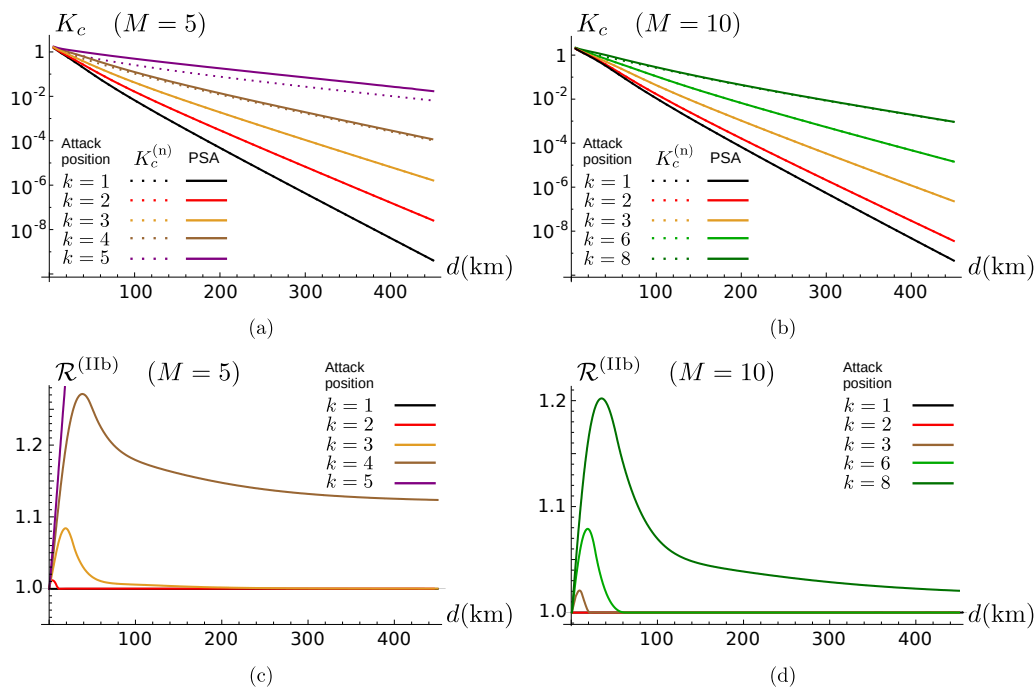 K_c (M = 5)
1
10^-2
10^-4
10^-6
10^-8
Attack position K_c^(n) PSA
k = 1
k = 2
k = 3
k = 4
k = 5
100 200 300 400
d(km)
(a)
K_c (M = 10)
1
10^-2
10^-4
10^-6
10^-8
Attack position K_c^(n) PSA
k = 1
k = 2
k = 3
k = 6
k = 8
100 200 300 400
d(km)
(b)
R^(IIb) (M = 5)
1.2
1.1
1.0
Attack
position
k = 1
k = 2
k = 3
k = 4
k = 5
100 200 300 400
d(km)
(c)
R^(IIb) (M = 10)
1.2
1.1
1.0
Attack
position
k = 1
k = 2
k = 3
k = 6
k = 8
0 100 200 300 400
d(km)
(d)